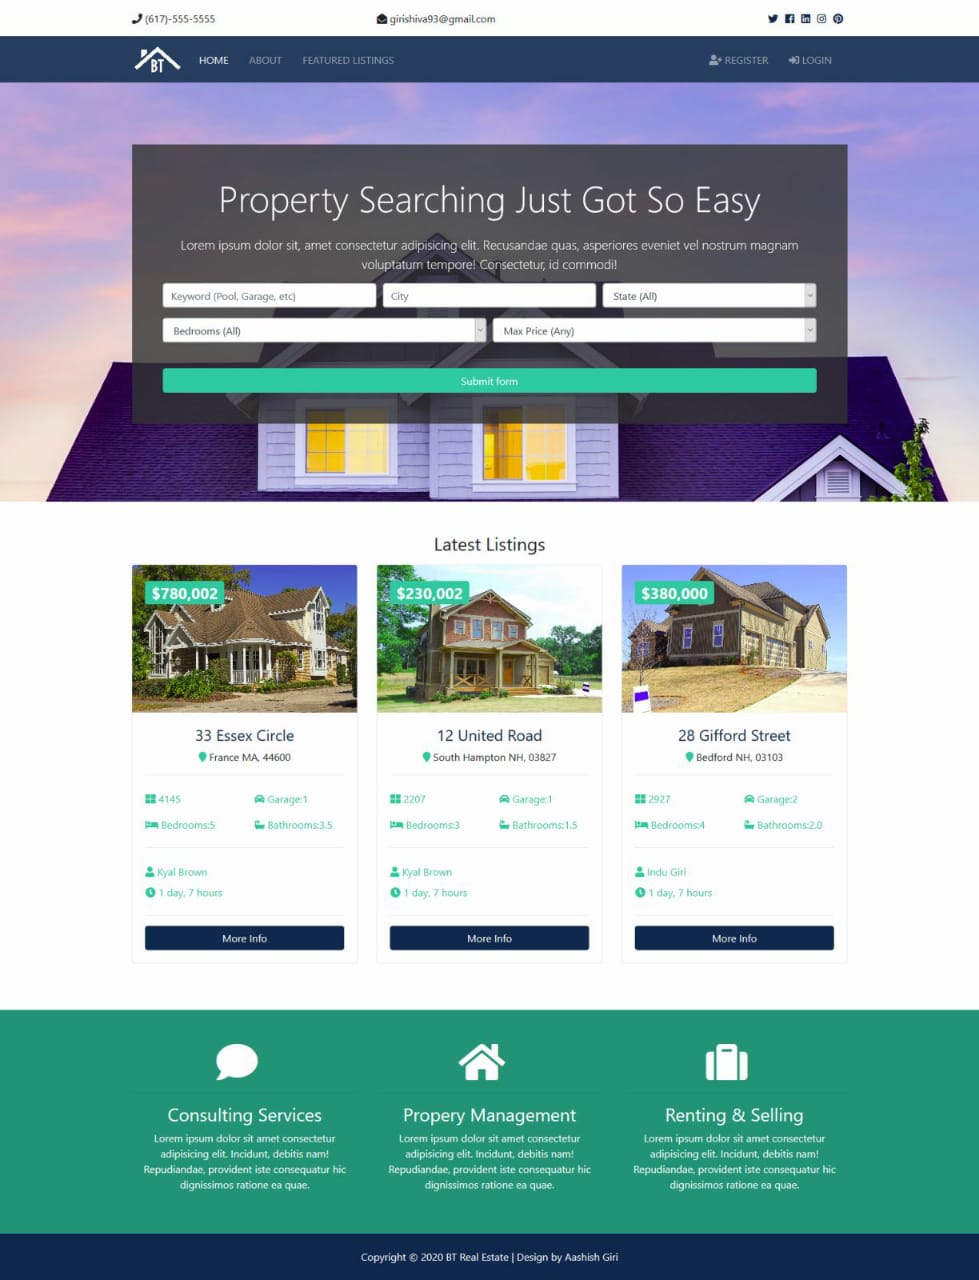 (617)-555-5555
girishiva93@gmail.com
BT
HOME
ABOUT
FEATURED LISTINGS
REGISTER
LOGIN
Property Searching Just Got So Easy
Lorem ipsum dolor sit, amet consectetur adipisicing elit. Recusandae quas, asperiores eveniet vel nostrum magnam
voluptatum tempore! Consectetur, id commodi!
Keyword (Pool, Garage, etc)
City
State (All)
Bedrooms (All)
Max Price (Any)
Submit form
Latest Listings
$780,002
33 Essex Circle
France MA, 44600
4145
Garage:1
Bedrooms:5
Bathrooms:3.5
Kyal Brown
1 day, 7 hours
More Info
$230,002
12 United Road
South Hampton NH, 03827
2207
Garage:1
Bedrooms:3
Bathrooms:1.5
Kyal Brown
1 day, 7 hours
More Info
$380,000
28 Gifford Street
Bedford NH, 03103
2927
Garage:2
Bedrooms:4
Bathrooms:2.0
Indu Giri
1 day, 7 hours
More Info
Consulting Services
Lorem ipsum dolor sit amet consectetur
adipisicing elit. Incidunt, debitis nam!
Repudiandae, provident iste consequatur hic
dignissimos ratione ea quae.
Propery Management
Lorem ipsum dolor sit amet consectetur
adipisicing elit. Incidunt, debitis nam!
Repudiandae, provident iste consequatur hic
dignissimos ratione ea quae.
Renting & Selling
Lorem ipsum dolor sit amet consectetur
adipisicing elit. Incidunt, debitis nam!
Repudiandae, provident iste consequatur hic
dignissimos ratione ea quae.
Copyright © 2020 BT Real Estate | Design by Aashish Giri